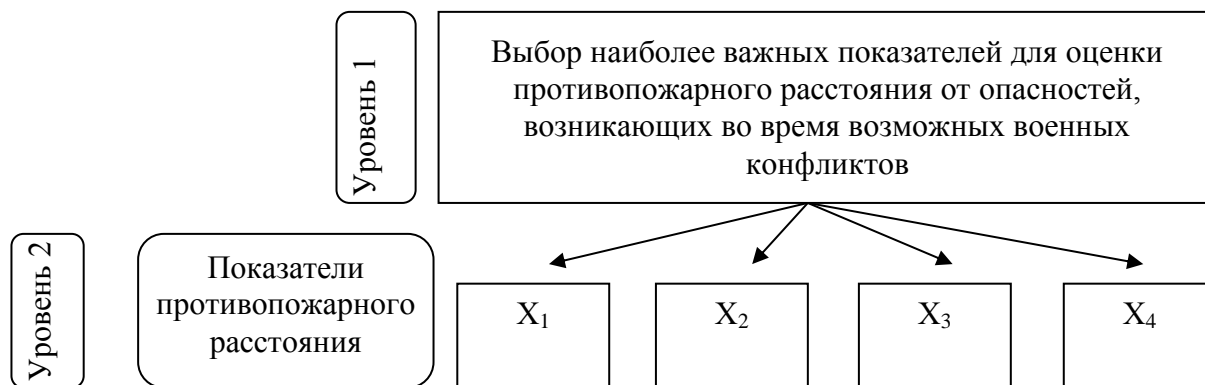 Уровень 1
Выбор наиболее важных показателей для оценки
противопожарного расстояния от опасностей,
возникающих во время возможных военных
конфликтов
Уровень 2
Показатели
противопожарного
расстояния
X₁
X₂
X₃
X₄